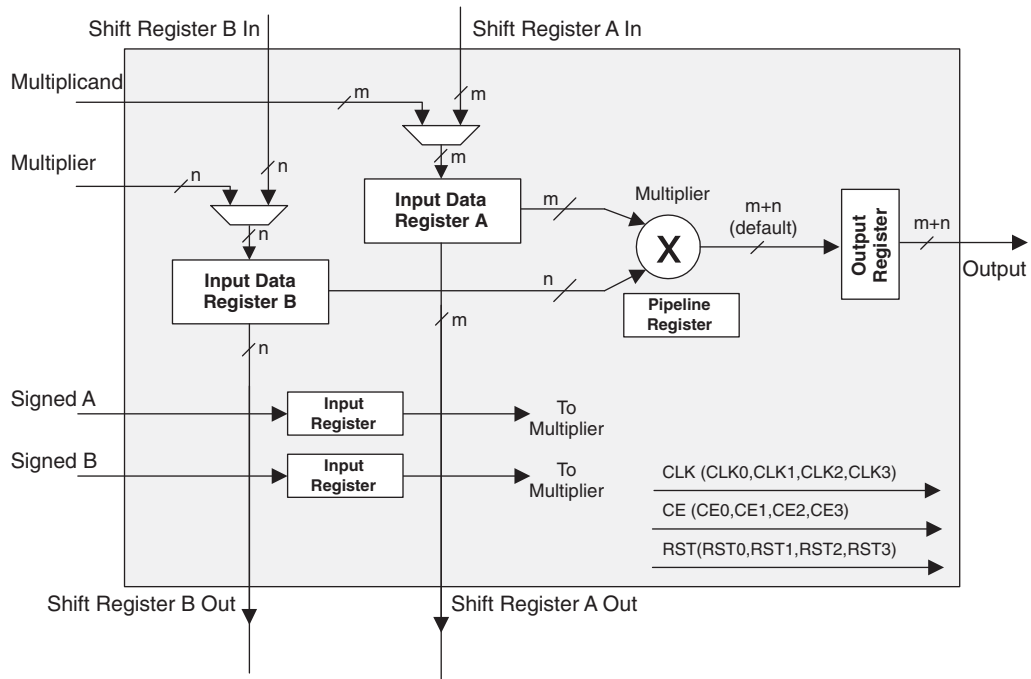 Shift Register B In
Shift Register A In
Multiplicand
m
m
Multiplier
n
n
m
Input Data
Register A
m
Multiplier
X
m+n
(default)
Output
Register
m+n
Output
n
Input Data
Register B
n
Pipeline
Register
m
n
Signed A
Input
Register
To
Multiplier
Signed B
Input
Register
To
Multiplier
CLK (CLK0,CLK1,CLK2,CLK3)
CE (CE0,CE1,CE2,CE3)
RST(RST0,RST1,RST2,RST3)
Shift Register B Out
Shift Register A Out